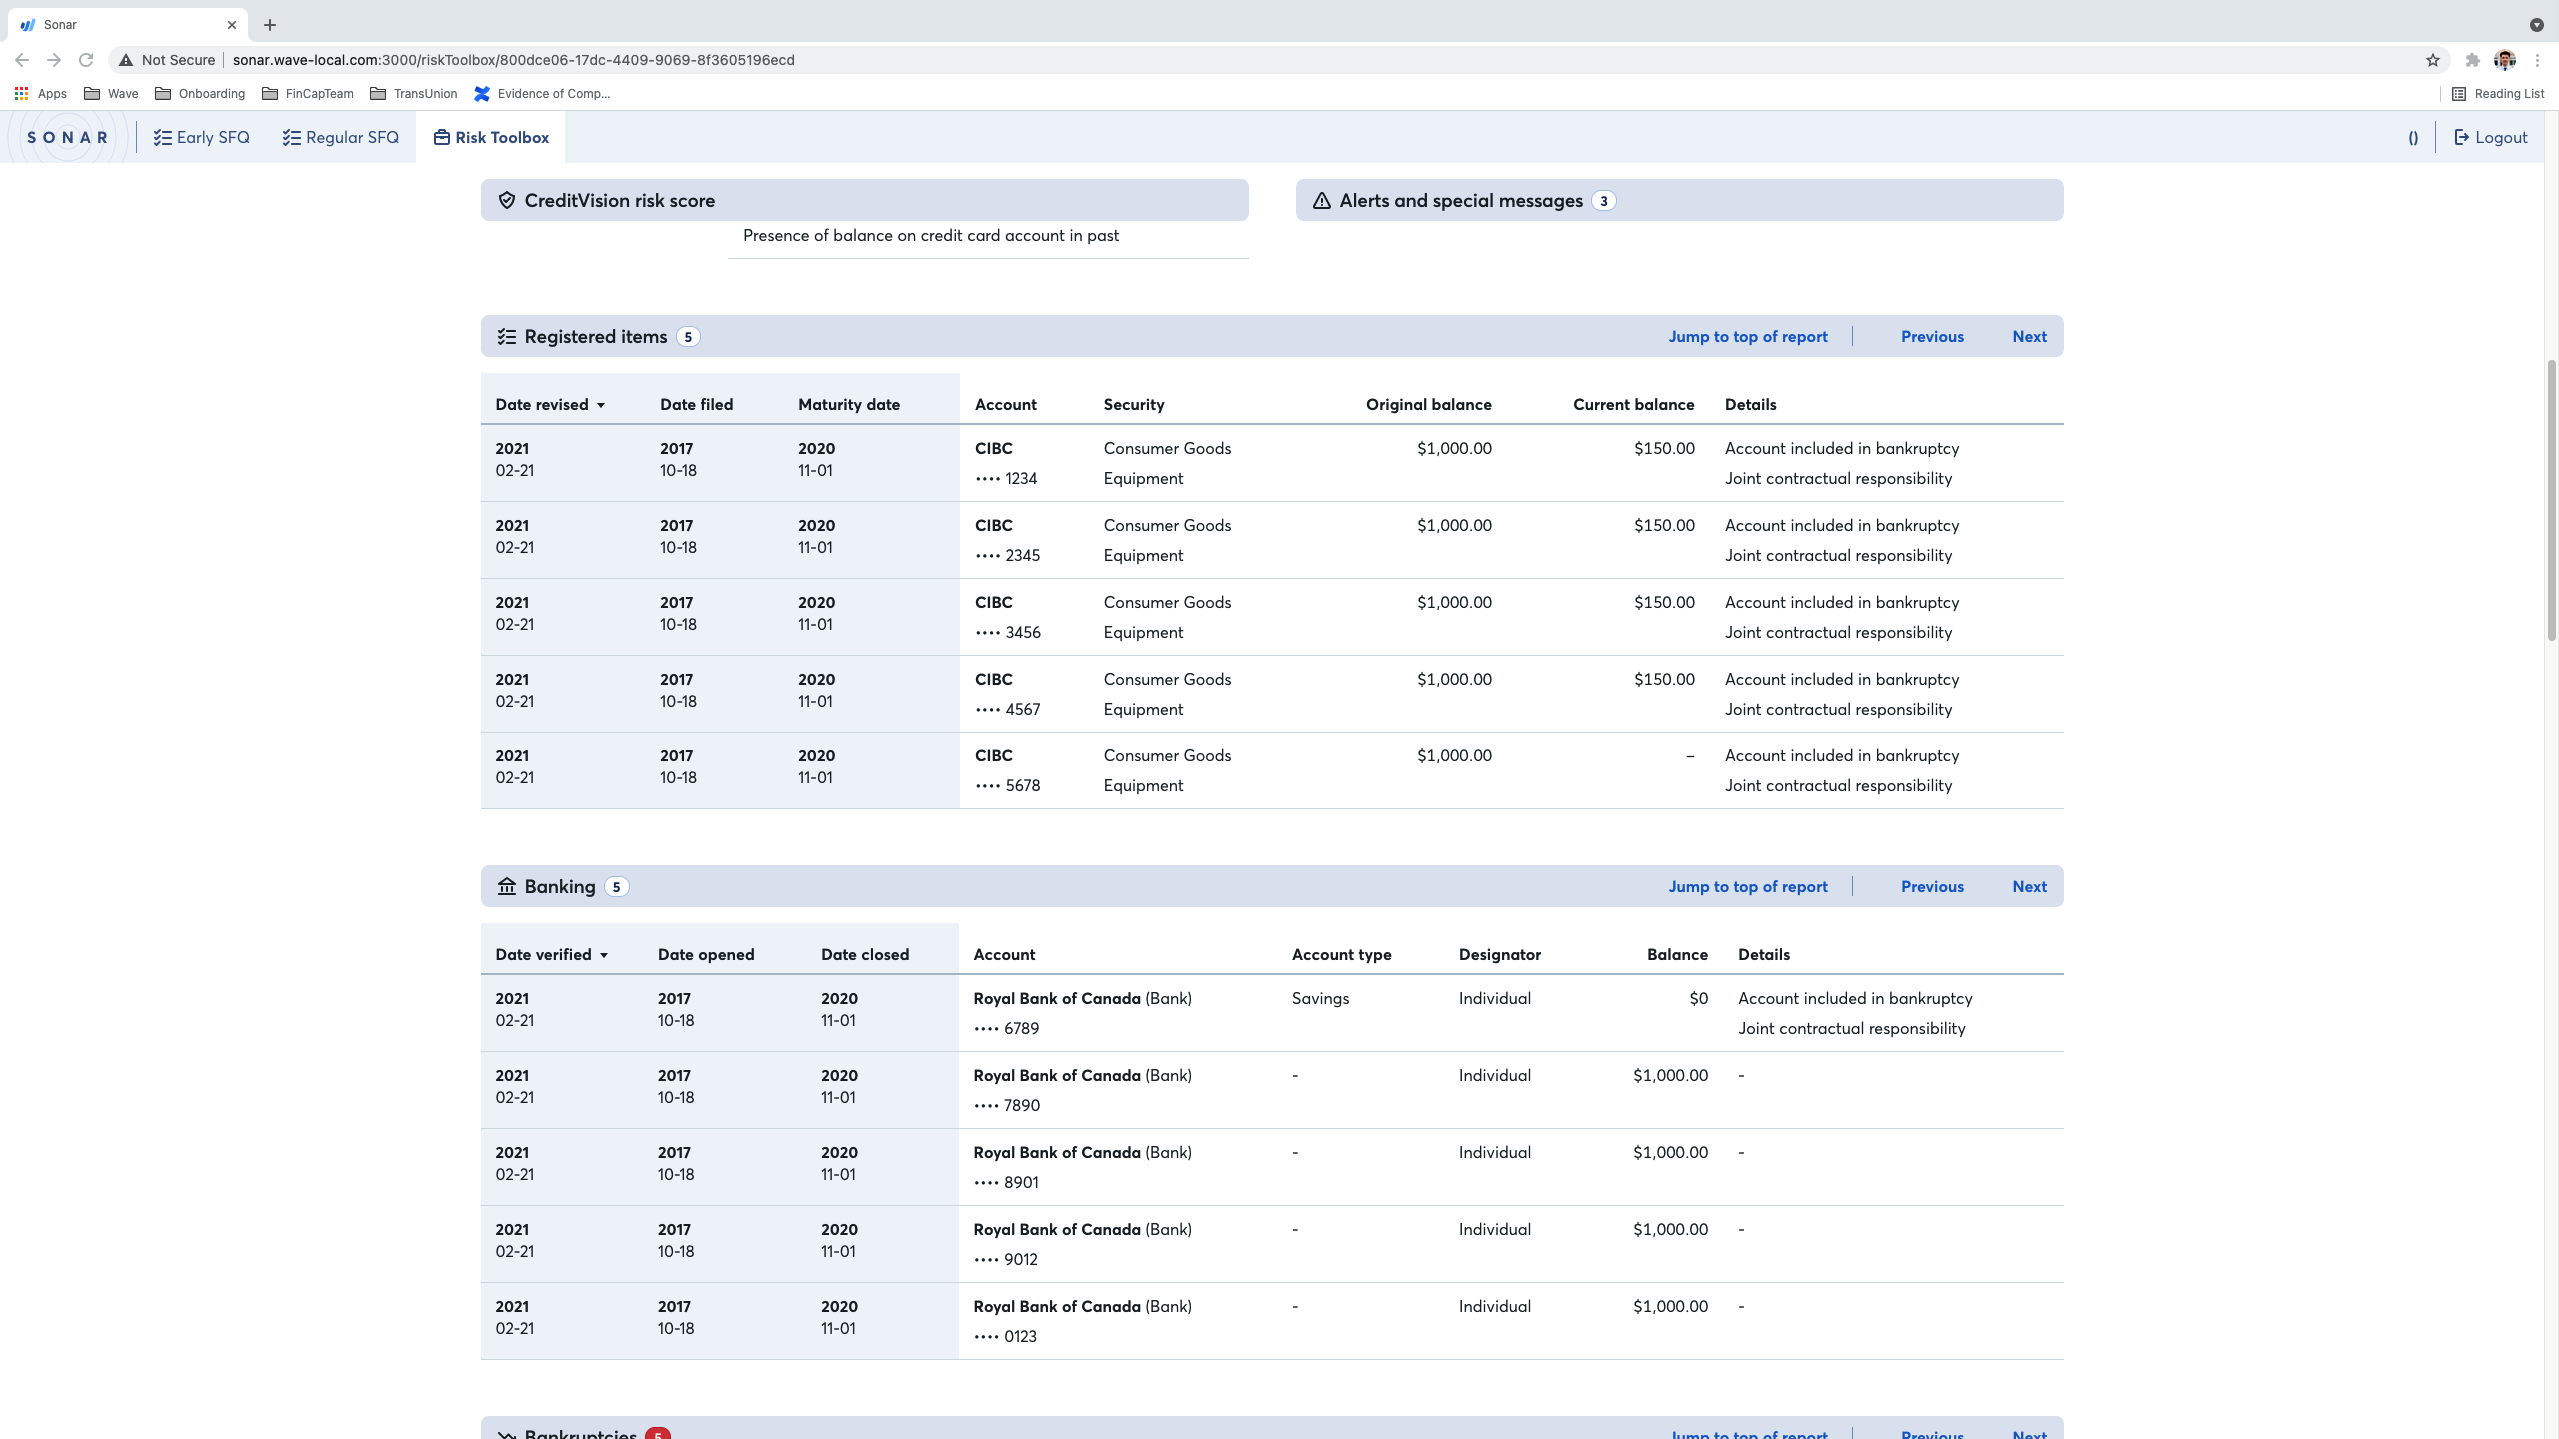 Sonar
Not Secure
sonar.wave-local.com:3000/riskToolbox/800dce06-17dc-4409-9069-8f3605196ecd
Apps Wave Onboarding FinCapTeam TransUnion Evidence of Comp... Reading List
SONAR Early SFQ Regular SFQ Risk Toolbox () Logout
CreditVision risk score
Alerts and special messages 3
Presence of balance on credit card account in past
Registered items 5 Jump to top of report Previous Next
Date revised Date filed Maturity date Account Security Original balance Current balance Details
2021 2017 2020 CIBC Consumer Goods $1,000.00 $150.00 Account included in bankruptcy
02-21 10-18 11-01 •••• 1234 Equipment Joint contractual responsibility
2021 2017 2020 CIBC Consumer Goods $1,000.00 $150.00 Account included in bankruptcy
02-21 10-18 11-01 •••• 2345 Equipment Joint contractual responsibility
2021 2017 2020 CIBC Consumer Goods $1,000.00 $150.00 Account included in bankruptcy
02-21 10-18 11-01 •••• 3456 Equipment Joint contractual responsibility
2021 2017 2020 CIBC Consumer Goods $1,000.00 $150.00 Account included in bankruptcy
02-21 10-18 11-01 •••• 4567 Equipment Joint contractual responsibility
2021 2017 2020 CIBC Consumer Goods $1,000.00 – Account included in bankruptcy
02-21 10-18 11-01 •••• 5678 Equipment Joint contractual responsibility
Banking 5 Jump to top of report Previous Next
Date verified Date opened Date closed Account Account type Designator Balance Details
2021 2017 2020 Royal Bank of Canada (Bank) Savings Individual $0 Account included in bankruptcy
02-21 10-18 11-01 •••• 6789 Joint contractual responsibility
2021 2017 2020 Royal Bank of Canada (Bank) - Individual $1,000.00 -
02-21 10-18 11-01 •••• 7890
2021 2017 2020 Royal Bank of Canada (Bank) - Individual $1,000.00 -
02-21 10-18 11-01 •••• 8901
2021 2017 2020 Royal Bank of Canada (Bank) - Individual $1,000.00 -
02-21 10-18 11-01 •••• 9012
2021 2017 2020 Royal Bank of Canada (Bank) - Individual $1,000.00 -
02-21 10-18 11-01 •••• 0123
Bankruptcies 5 Jump to top of report Previous Next